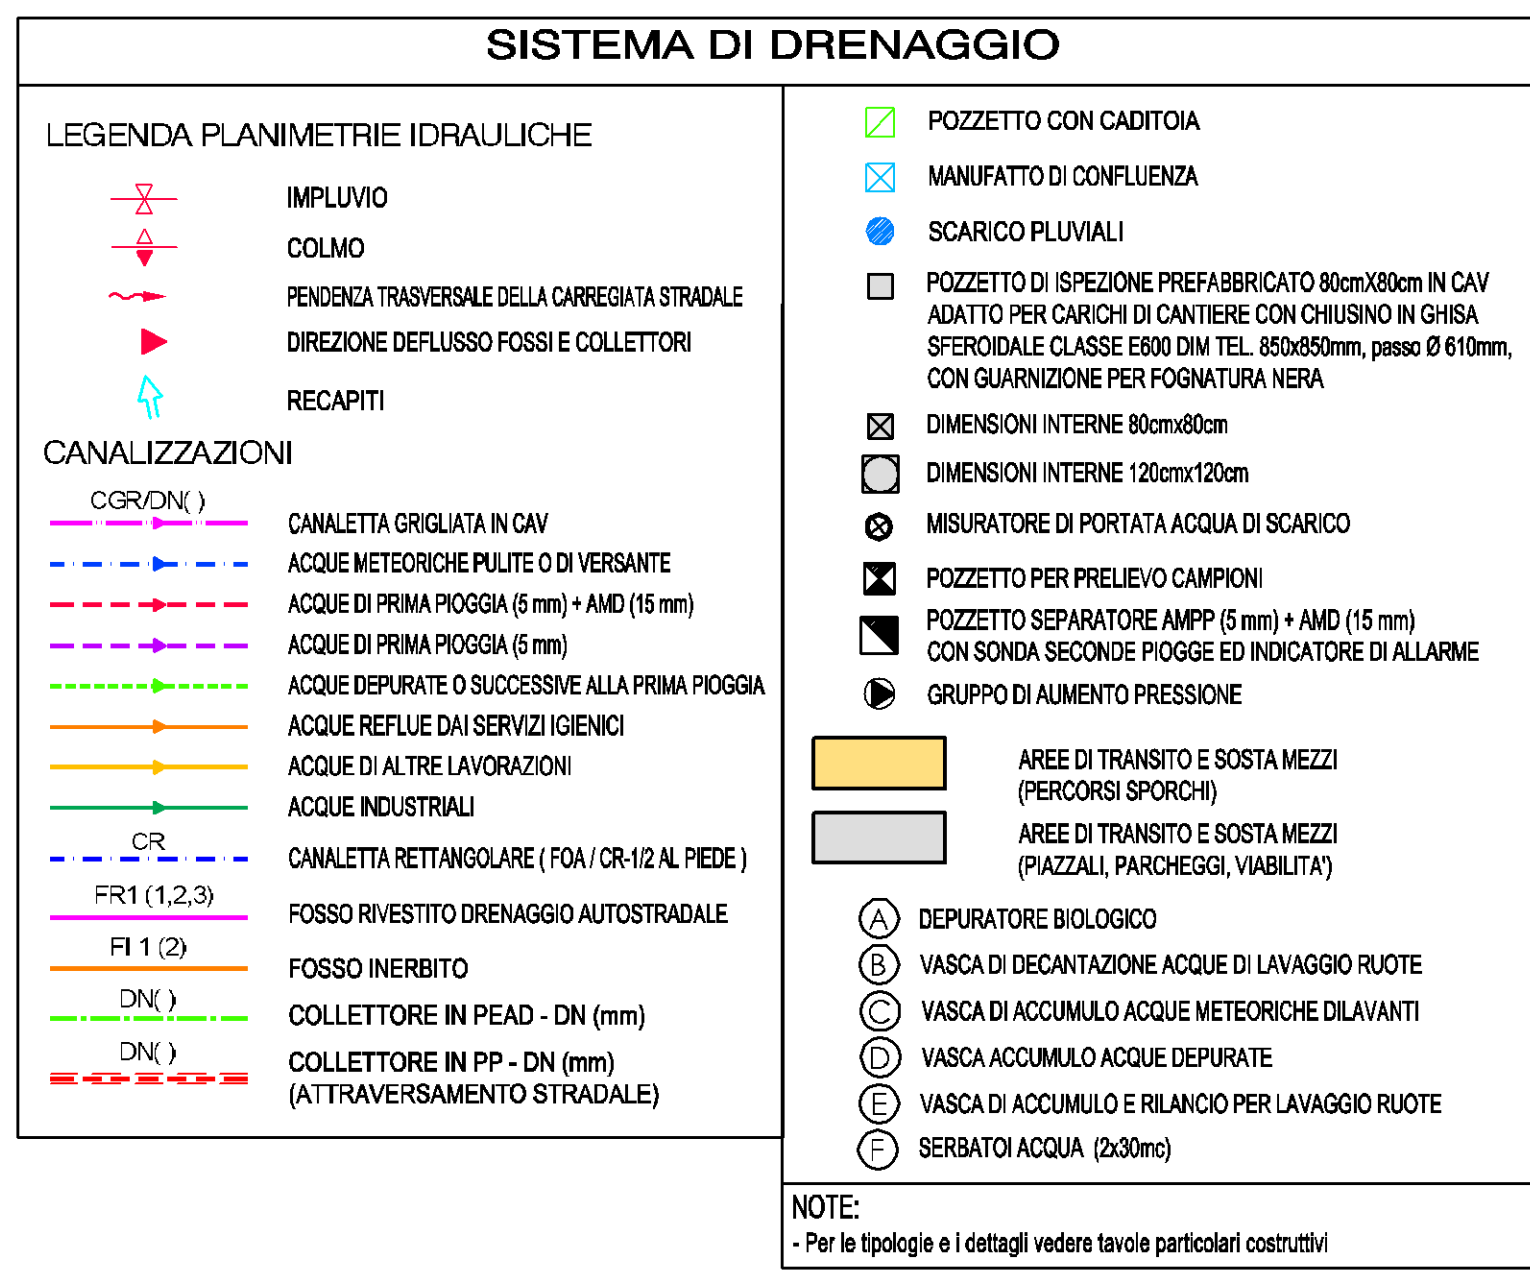 SISTEMA DI DRENAGGIO
LEGENDA PLANIMETRIE IDRAULICHE
IMPLUVIO
COLMO
PENDENZA TRASVERSALE DELLA CARREGIATA STRADALE
DIREZIONE DEFLUSSO FOSSI E COLLETTORI
RECAPITI
CANALIZZAZIONI
CGR/DN( )
CANALETTA GRIGLIATA IN CAV
ACQUE METEORICHE PULITE O DI VERSANTE
ACQUE DI PRIMA PIOGGIA (5 mm) + AMD (15 mm)
ACQUE DI PRIMA PIOGGIA (5 mm)
ACQUE DEPURATE O SUCCESSIVE ALLA PRIMA PIOGGIA
ACQUE REFLUE DAI SERVIZI IGIENICI
ACQUE DI ALTRE LAVORAZIONI
ACQUE INDUSTRIALI
CR
CANALETTA RETTANGOLARE ( FOA / CR-1/2 AL PIEDE )
FR1 (1,2,3)
FOSSO RIVESTITO DRENAGGIO AUTOSTRADALE
FI 1 (2)
FOSSO INERBITO
DN( )
COLLETTORE IN PEAD - DN (mm)
DN( )
COLLETTORE IN PP - DN (mm)
(ATTRAVERSAMENTO STRADALE)
POZZETTO CON CADITOIA
MANUFATTO DI CONFLUENZA
SCARICO PLUVIALI
POZZETTO DI ISPEZIONE PREFABBRICATO 80cmX80cm IN CAV
ADATTO PER CARICHI DI CANTIERE CON CHIUSINO IN GHISA
SFEROIDALE CLASSE E600 DIM TEL. 850x850mm, passo Ø 610mm,
CON GUARNIZIONE PER FOGNATURA NERA
DIMENSIONI INTERNE 80cmx80cm
DIMENSIONI INTERNE 120cmx120cm
MISURATORE DI PORTATA ACQUA DI SCARICO
POZZETTO PER PRELIEVO CAMPIONI
POZZETTO SEPARATORE AMPP (5 mm) + AMD (15 mm)
CON SONDA SECONDE PIOGGE ED INDICATORE DI ALLARME
GRUPPO DI AUMENTO PRESSIONE
AREE DI TRANSITO E SOSTA MEZZI
(PERCORSI SPORCHI)
AREE DI TRANSITO E SOSTA MEZZI
(PIAZZALI, PARCHEGGI, VIABILITA')
A DEPURATORE BIOLOGICO
B VASCA DI DECANTAZIONE ACQUE DI LAVAGGIO RUOTE
C VASCA DI ACCUMULO ACQUE METEORICHE DILAVANTI
D VASCA ACCUMULO ACQUE DEPURATE
E VASCA DI ACCUMULO E RILANCIO PER LAVAGGIO RUOTE
F SERBATOI ACQUA (2x30mc)
NOTE:
- Per le tipologie e i dettagli vedere tavole particolari costruttivi